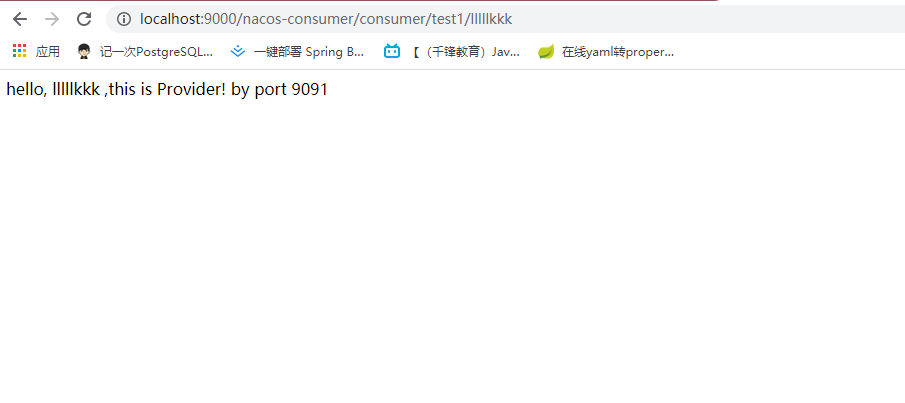 localhost:9000/nacos-consumer/consumer/test1/lllllkkk
应用 记一次PostgreSQL... 一键部署 Spring B... 【（千锋教育）Jav... 在线yaml转proper...
hello, lllllkkk ,this is Provider! by port 9091